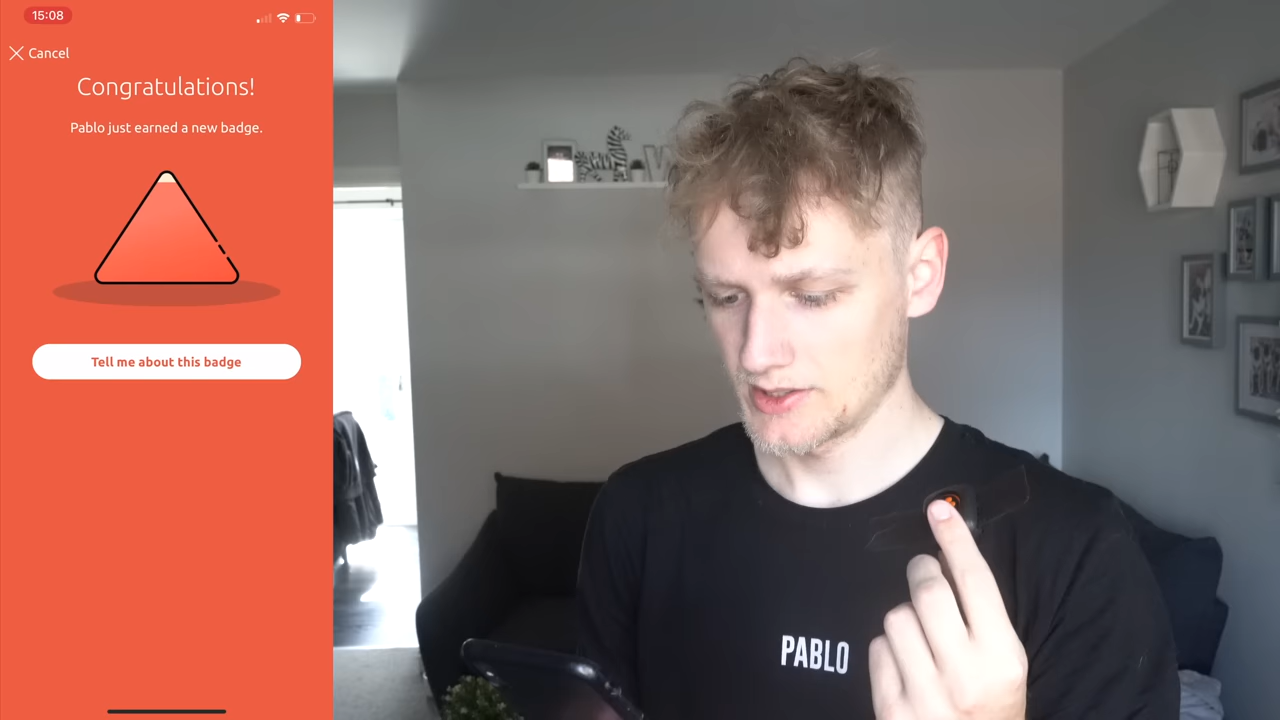 15:08
Cancel
Congratulations!
Pablo just earned a new badge.
Tell me about this badge
PABLO